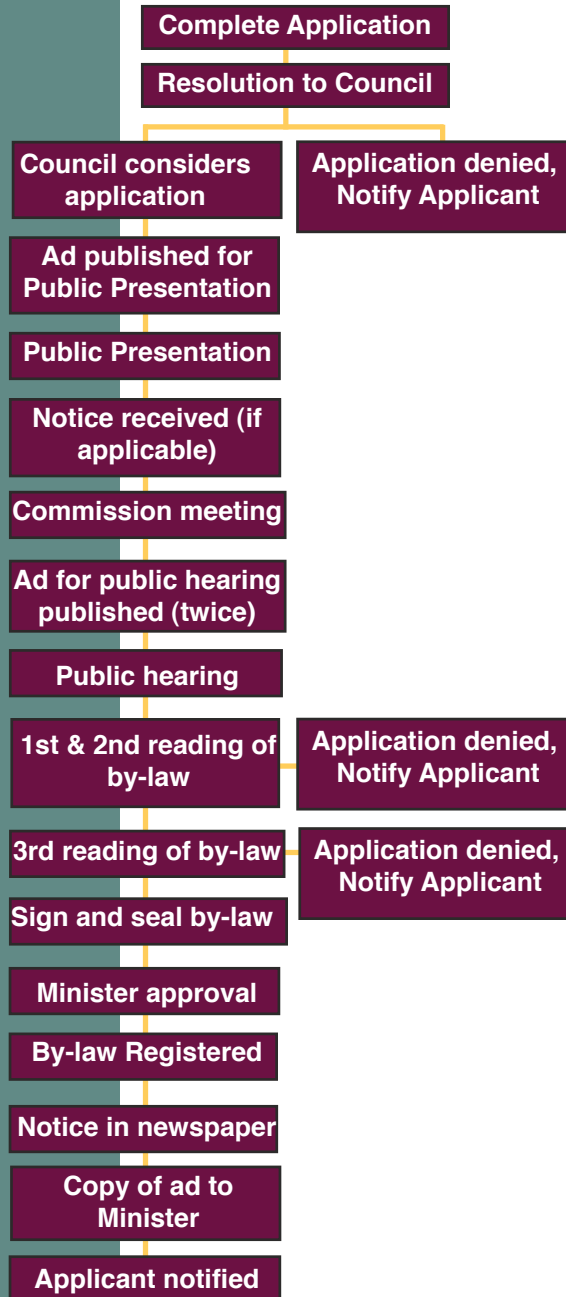 Complete Application
Resolution to Council
Council considers
application
Application denied,
Notify Applicant
Ad published for
Public Presentation
Public Presentation
Notice received (if
applicable)
Commission meeting
Ad for public hearing
published (twice)
Public hearing
1st & 2nd reading of
by-law
Application denied,
Notify Applicant
3rd reading of by-law
Application denied,
Notify Applicant
Sign and seal by-law
Minister approval
By-law Registered
Notice in newspaper
Copy of ad to
Minister
Applicant notified